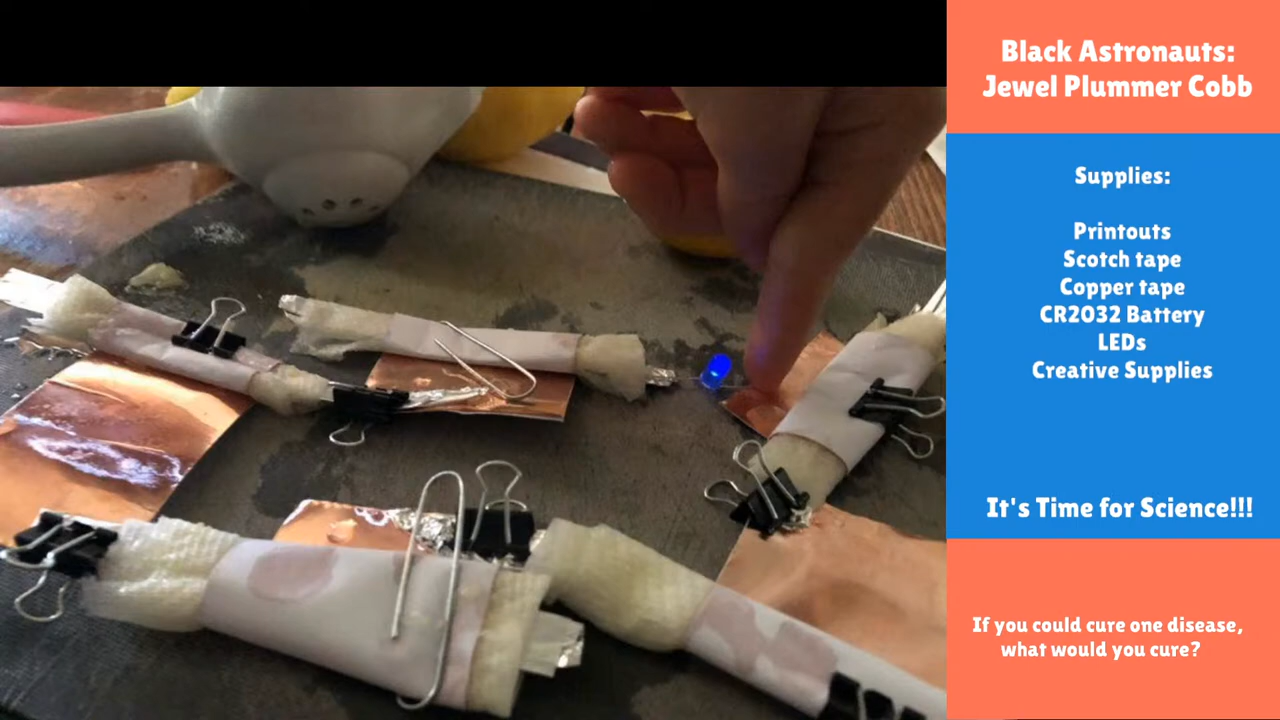 Black Astronauts:
Jewel Plummer Cobb
Supplies:
Printouts
Scotch tape
Copper tape
CR2032 Battery
LEDs
Creative Supplies
It's Time for Science!!!
If you could cure one disease,
what would you cure?